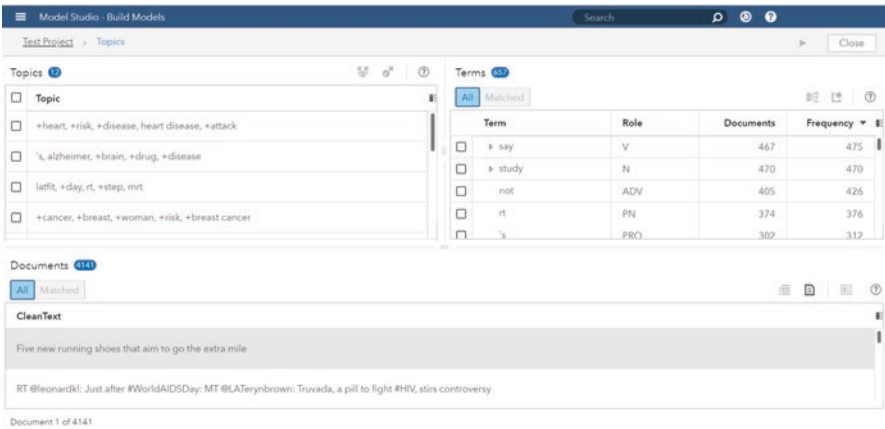 Model Studio - Build Models
Search
Test Project › Topics
Close
Topics 12
Topic
+heart, +risk, +disease, heart disease, +attack
's, alzheimer, +brain, +drug, +disease
latfit, +day, rt, +step, mrt
+cancer, +breast, +woman, +risk, +breast cancer
Terms 657
All Matched
Term Role Documents Frequency
say V 467 475
study N 470 470
not ADV 405 426
rt PN 374 376
's PRO 302 312
Documents 4141
All Matched
CleanText
Five new running shoes that aim to go the extra mile
RT @leonardkl: Just after #WorldAIDSDay: MT @LATerynbrown: Truvada, a pill to fight #HIV, stirs controversy
Document 1 of 4141